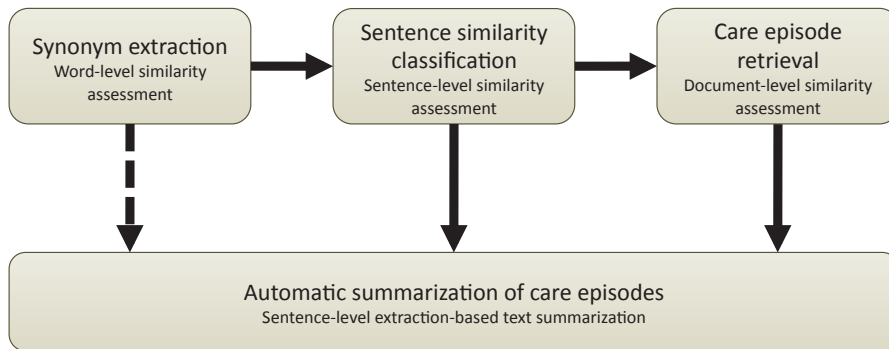 Synonym extraction
Word-level similarity
assessment
Sentence similarity
classification
Sentence-level similarity
assessment
Care episode
retrieval
Document-level similarity
assessment
Automatic summarization of care episodes
Sentence-level extraction-based text summarization